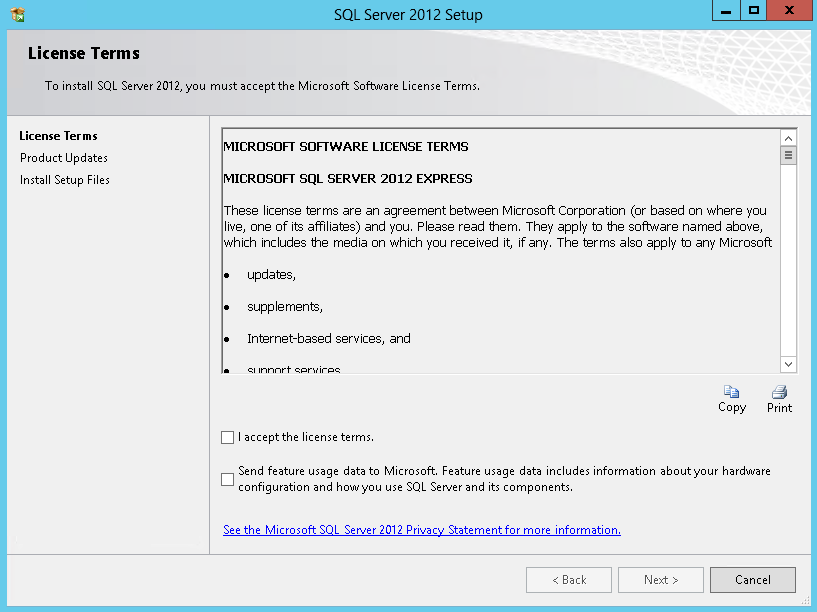 SQL Server 2012 Setup
License Terms
To install SQL Server 2012, you must accept the Microsoft Software License Terms.
License Terms
Product Updates
Install Setup Files
MICROSOFT SOFTWARE LICENSE TERMS
MICROSOFT SQL SERVER 2012 EXPRESS
These license terms are an agreement between Microsoft Corporation (or based on where you
live, one of its affiliates) and you. Please read them. They apply to the software named above,
which includes the media on which you received it, if any. The terms also apply to any Microsoft
• updates,
• supplements,
• Internet-based services, and
• support services
Copy
Print
I accept the license terms.
Send feature usage data to Microsoft. Feature usage data includes information about your hardware
configuration and how you use SQL Server and its components.
See the Microsoft SQL Server 2012 Privacy Statement for more information.
< Back
Next >
Cancel